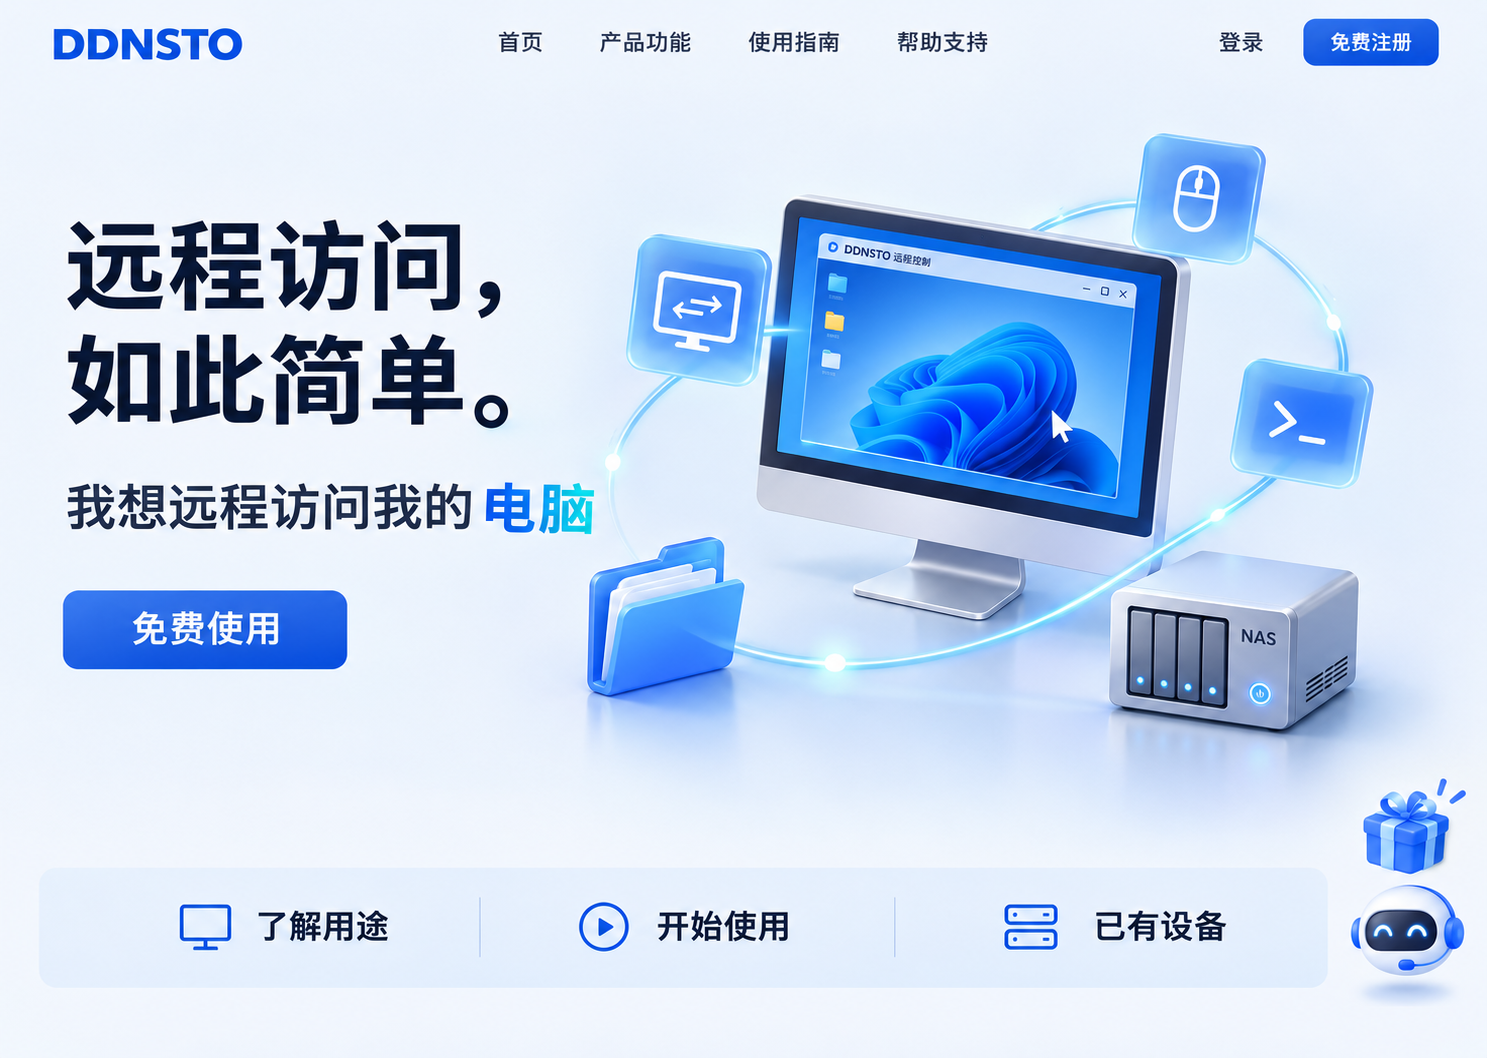 DDNSTO
首页
产品功能
使用指南
帮助支持
登录
免费注册
远程访问，
如此简单。
我想远程访问我的 电脑
免费使用
DDNSTO 远程控制
NAS
了解用途
开始使用
已有设备